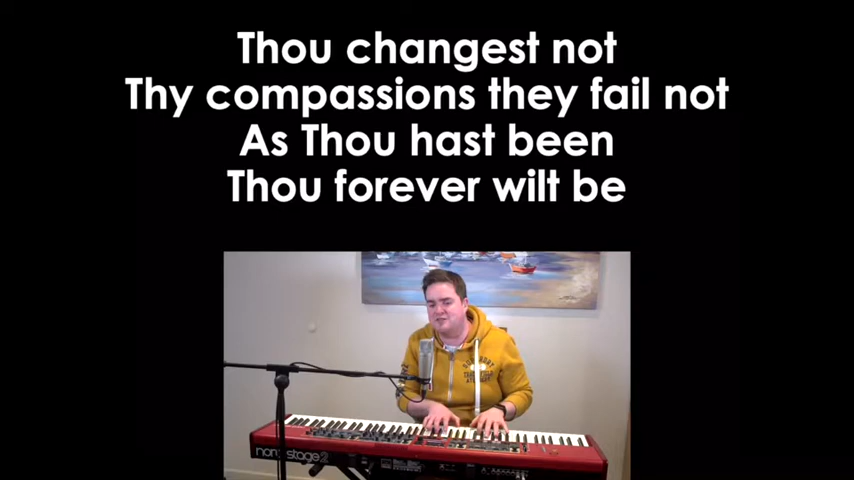 Thou changest not
Thy compassions they fail not
As Thou hast been
Thou forever wilt be
nord stage 2